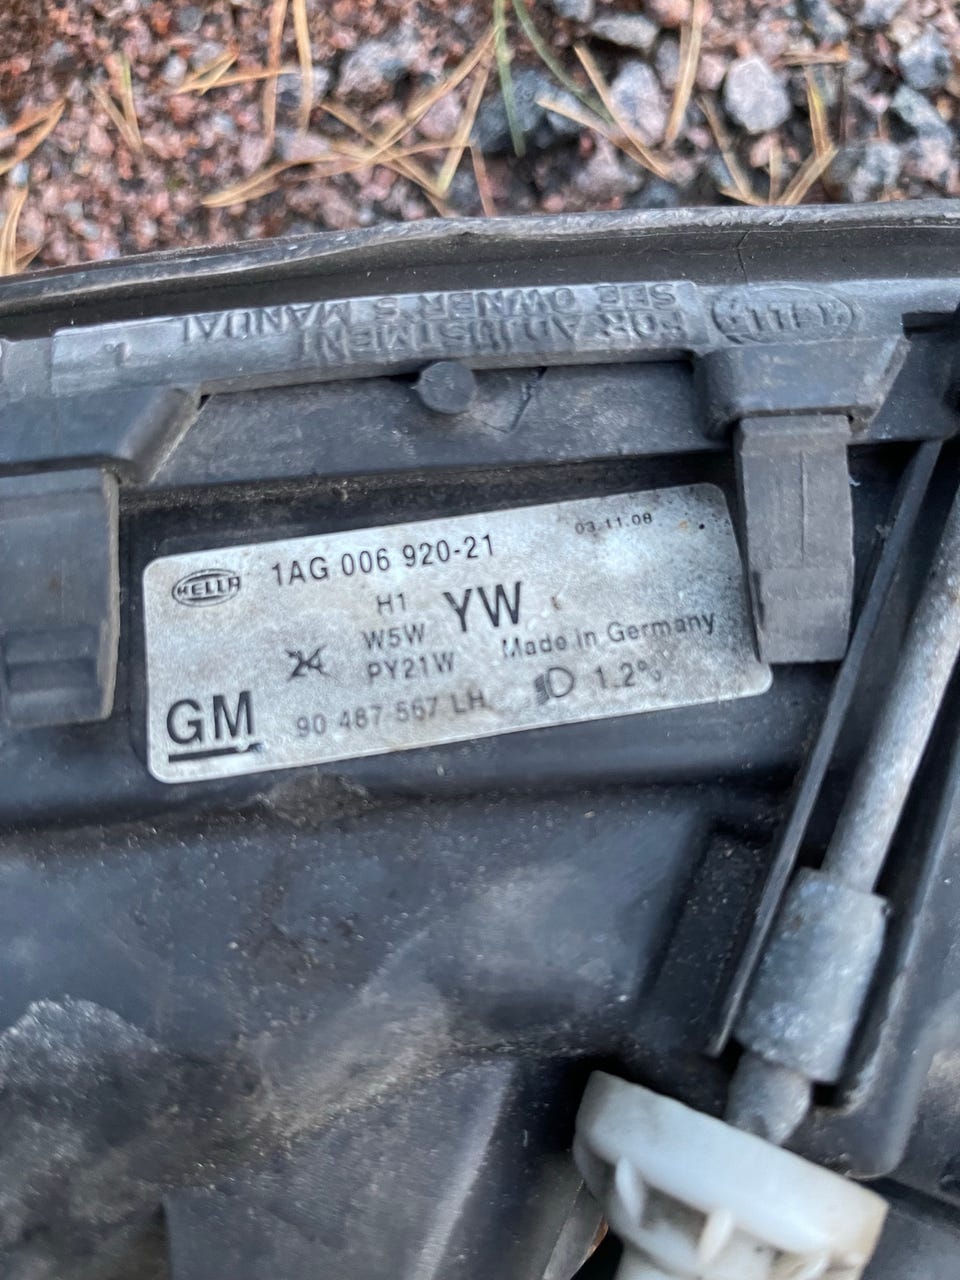 FOR ADJUSTMENT
SEE OWNER'S MANUAL
HELLA
HELLA
1AG 006 920-21
03.11.08
H1
YW
W5W
Made in Germany
24
PY21W
GM
90 487 567 LH
1.2%